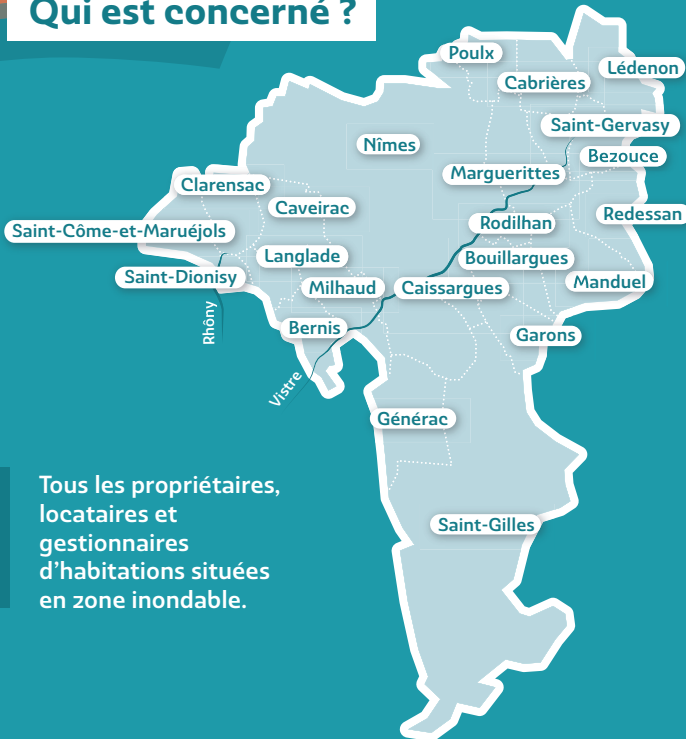 Qui est concerné ?
Poulx
Lédenon
Cabrières
Saint-Gervasy
Nîmes
Bezouce
Marguerittes
Clarensac
Caveirac
Redessan
Rodilhan
Saint-Côme-et-Maruéjols
Langlade
Bouillargues
Saint-Dionisy
Milhaud
Caissargues
Manduel
Rhôny
Bernis
Garons
Vistre
Générac
Tous les propriétaires,
locataires et
gestionnaires
d’habitations situées
en zone inondable.
Saint-Gilles